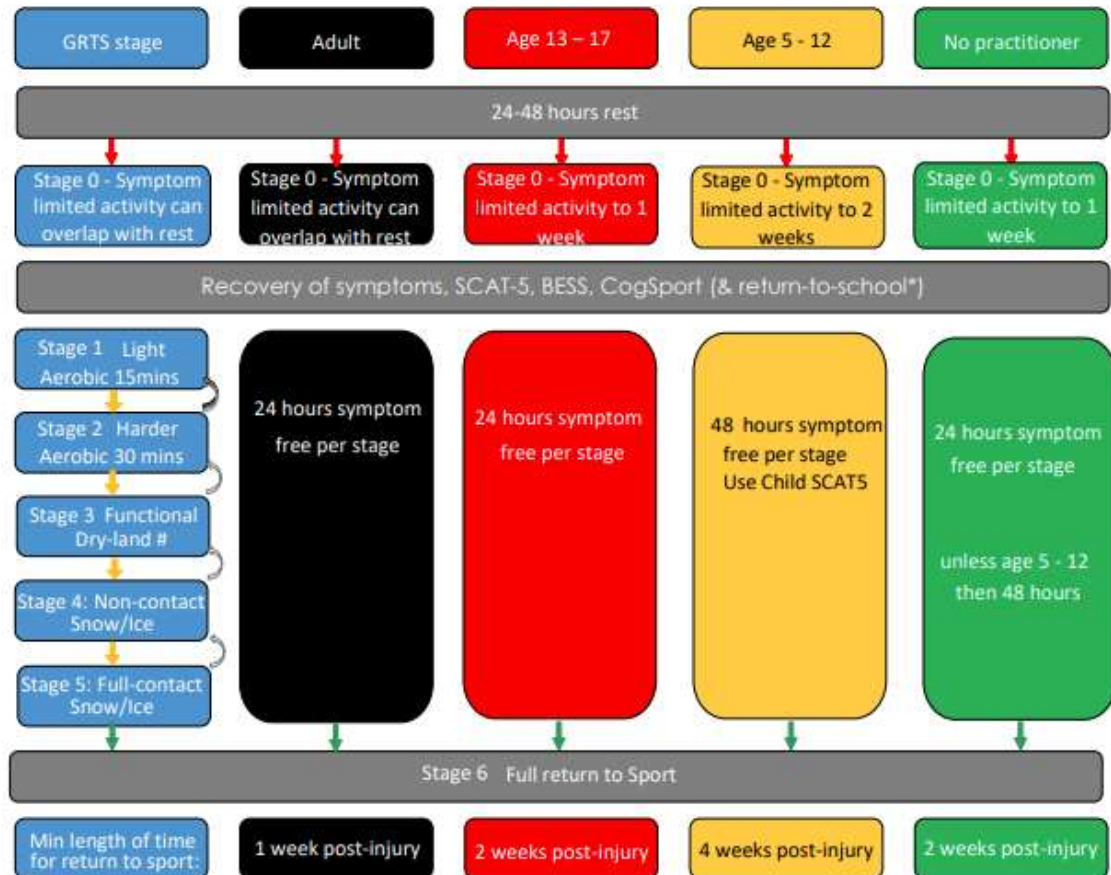 GRTS stage
Adult
Age 13 – 17
Age 5 - 12
No practitioner
24-48 hours rest
Stage 0 - Symptom
limited activity can
overlap with rest
Stage 0 - Symptom
limited activity can
overlap with rest
Stage 0 - Symptom
limited activity to 1
week
Stage 0 - Symptom
limited activity to 2
weeks
Stage 0 - Symptom
limited activity to 1
week
Recovery of symptoms, SCAT-5, BESS, CogSport (& return-to-school*)
Stage 1 Light
Aerobic 15mins
Stage 2 Harder
Aerobic 30 mins
Stage 3 Functional
Dry-land #
Stage 4: Non-contact
Snow/Ice
Stage 5: Full-contact
Snow/Ice
24 hours symptom
free per stage
24 hours symptom
free per stage
48 hours symptom
free per stage
Use Child SCAT5
24 hours symptom
free per stage
unless age 5 - 12
then 48 hours
Stage 6 Full return to Sport
Min length of time
for return to sport:
1 week post-injury
2 weeks post-injury
4 weeks post-injury
2 weeks post-injury